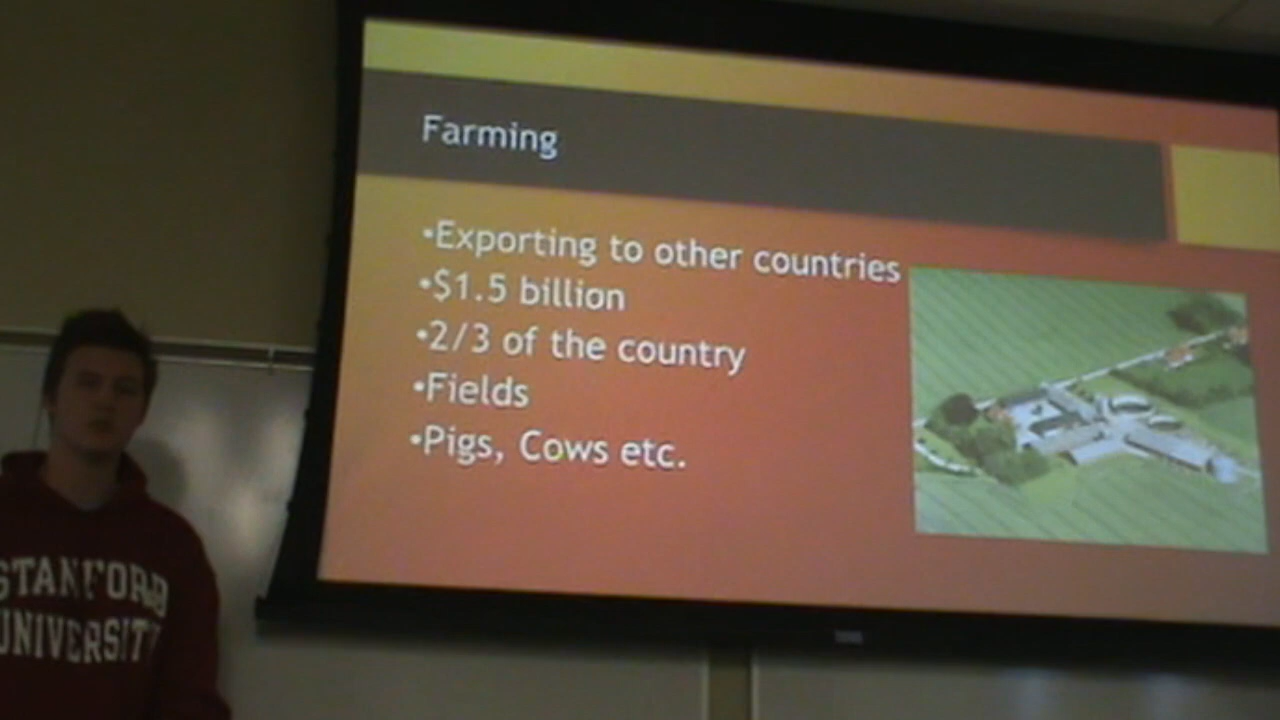 Farming
•Exporting to other countries
•$1.5 billion
•2/3 of the country
•Fields
•Pigs, Cows etc.
STANFORD
UNIVERSITY